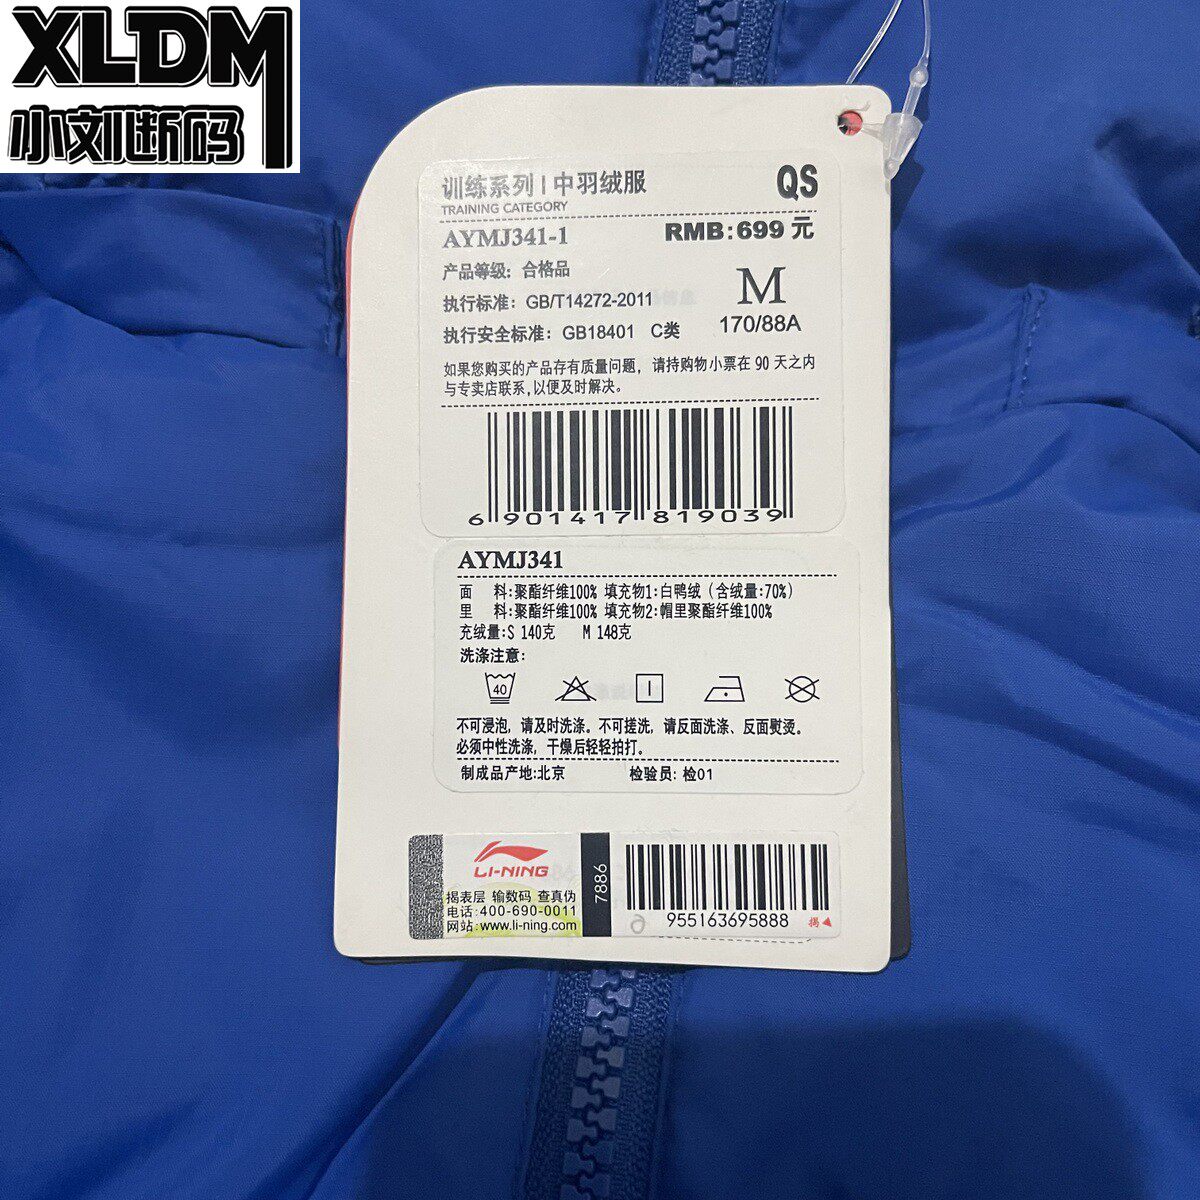 XLDM
小刘断码
训练系列 | 中羽绒服
QS
TRAINING CATEGORY
AYMJ341-1
RMB:699 元
产品等级: 合格品
执行标准: GB/T14272-2011
M
执行安全标准: GB18401 C类
170/88A
如果您购买的产品存有质量问题, 请持购物小票在 90 天之内
与专卖店联系,以便及时解决。
6 901417 819039
AYMJ341
面 料:聚酯纤维100% 填充物1:白鸭绒 (含绒量:70%)
里 料:聚酯纤维100% 填充物2:帽里聚酯纤维100%
充绒量:S 140克 M 148克
洗涤注意:
40
不可浸泡, 请及时洗涤。不可搓洗, 请反面洗涤、反面熨烫。
必须中性洗涤, 干燥后轻轻拍打。
制成品产地:北京 检验员: 检01
LI-NING
揭表层 输数码 查真伪
电话:400-690-0011
网站:www.li-ning.com
7886
955163695888
揭